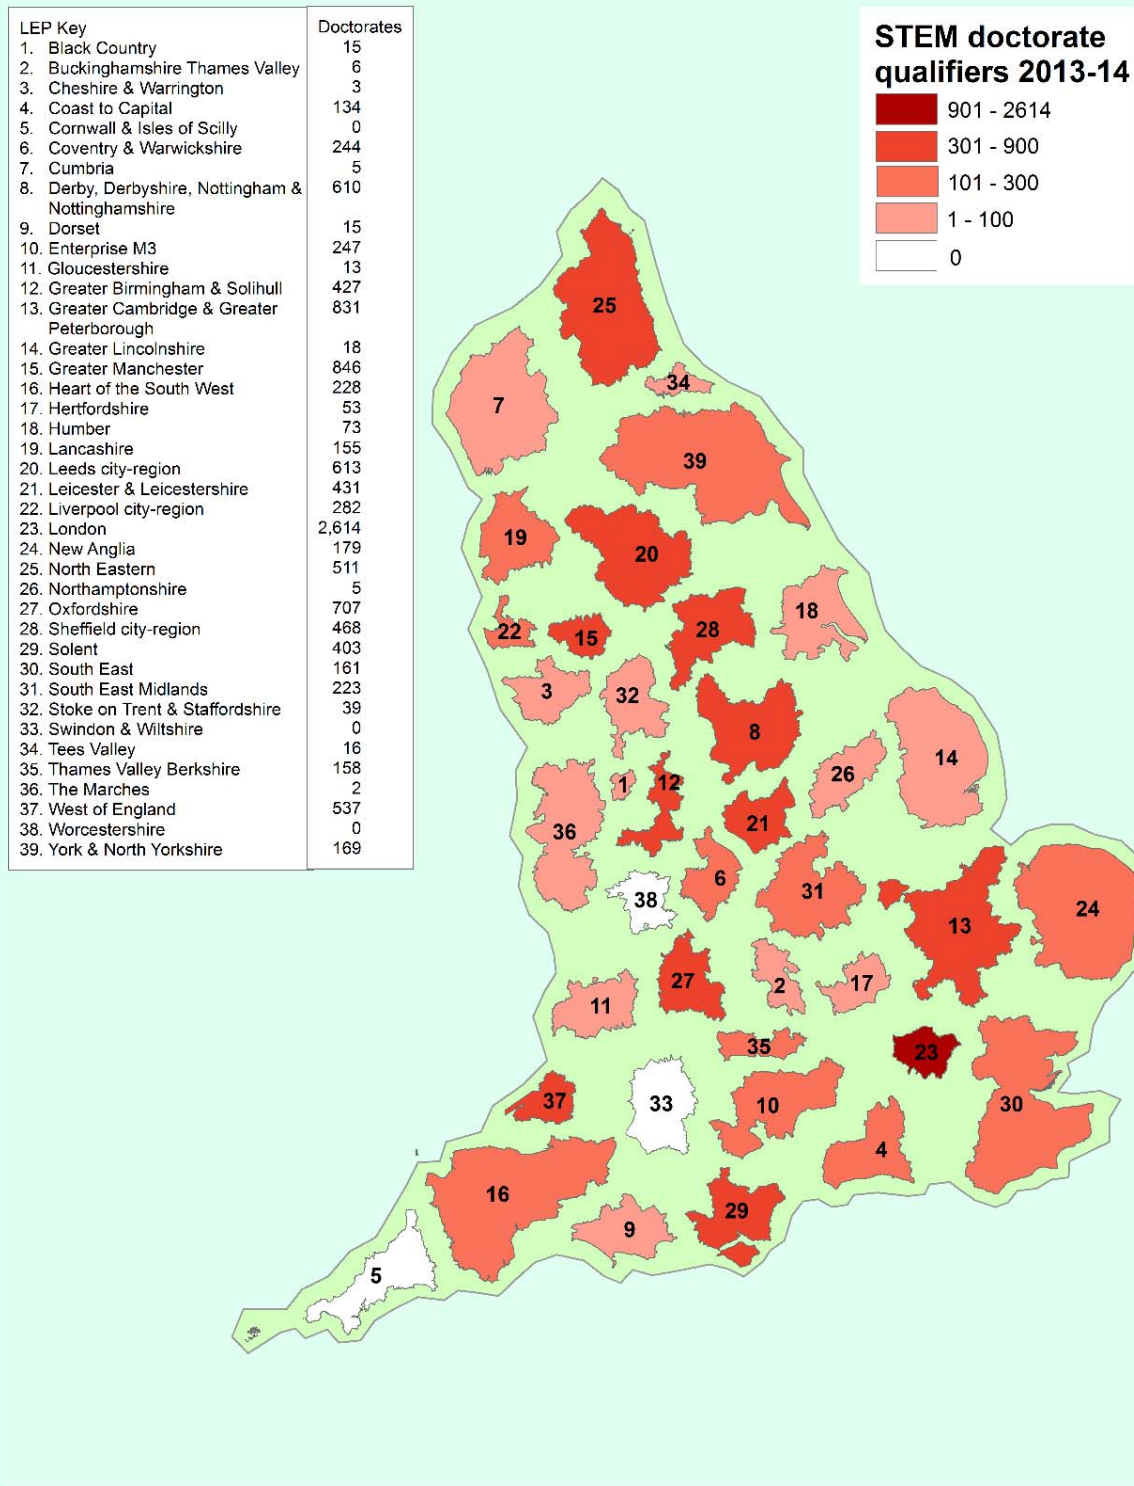 LEP Key Doctorates
1. Black Country 15
2. Buckinghamshire Thames Valley 6
3. Cheshire & Warrington 3
4. Coast to Capital 134
5. Cornwall & Isles of Scilly 0
6. Coventry & Warwickshire 244
7. Cumbria 5
8. Derby, Derbyshire, Nottingham & 610
Nottinghamshire
9. Dorset 15
10. Enterprise M3 247
11. Gloucestershire 13
12. Greater Birmingham & Solihull 427
13. Greater Cambridge & Greater 831
Peterborough
14. Greater Lincolnshire 18
15. Greater Manchester 846
16. Heart of the South West 228
17. Hertfordshire 53
18. Humber 73
19. Lancashire 155
20. Leeds city-region 613
21. Leicester & Leicestershire 431
22. Liverpool city-region 282
23. London 2,614
24. New Anglia 179
25. North Eastern 511
26. Northamptonshire 5
27. Oxfordshire 707
28. Sheffield city-region 468
29. Solent 403
30. South East 161
31. South East Midlands 223
32. Stoke on Trent & Staffordshire 39
33. Swindon & Wiltshire 0
34. Tees Valley 16
35. Thames Valley Berkshire 158
36. The Marches 2
37. West of England 537
38. Worcestershire 0
39. York & North Yorkshire 169
STEM doctorate
qualifiers 2013-14
901 - 2614
301 - 900
101 - 300
1 - 100
0
25
34
7
39
19
20
18
22
15
28
3
32
8
14
26
1
12
21
36
6
31
38
13
24
27
2
17
11
35
23
37
33
10
30
4
16
29
9
5